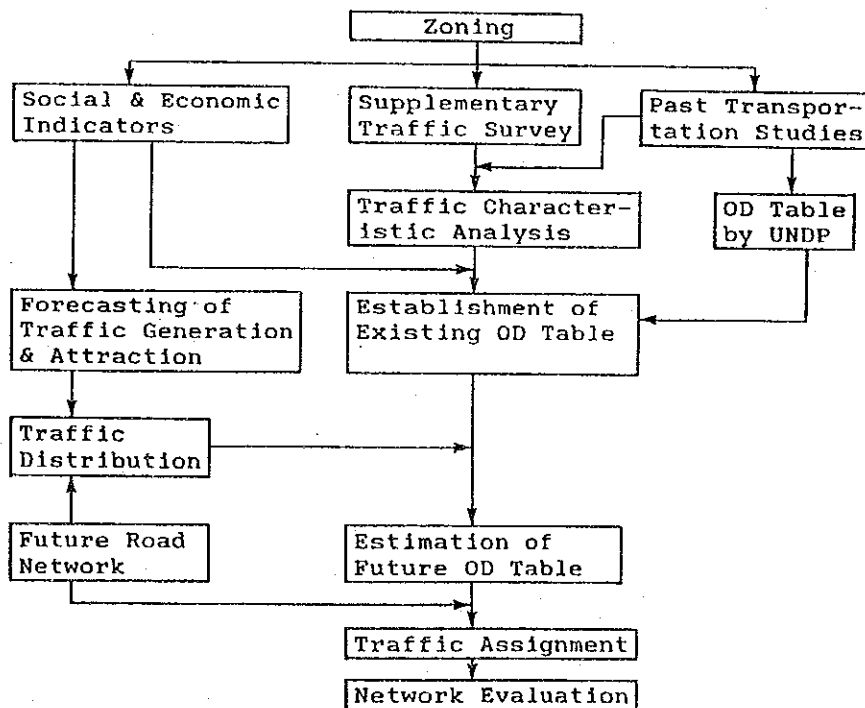 Zoning
Social & Economic
Indicators
Supplementary
Traffic Survey
Past Transpor-
tation Studies
Traffic Character-
istic Analysis
OD Table
by UNDP
Forecasting of
Traffic Generation
& Attraction
Establishment of
Existing OD Table
Traffic
Distribution
Future Road
Network
Estimation of
Future OD Table
Traffic Assignment
Network Evaluation